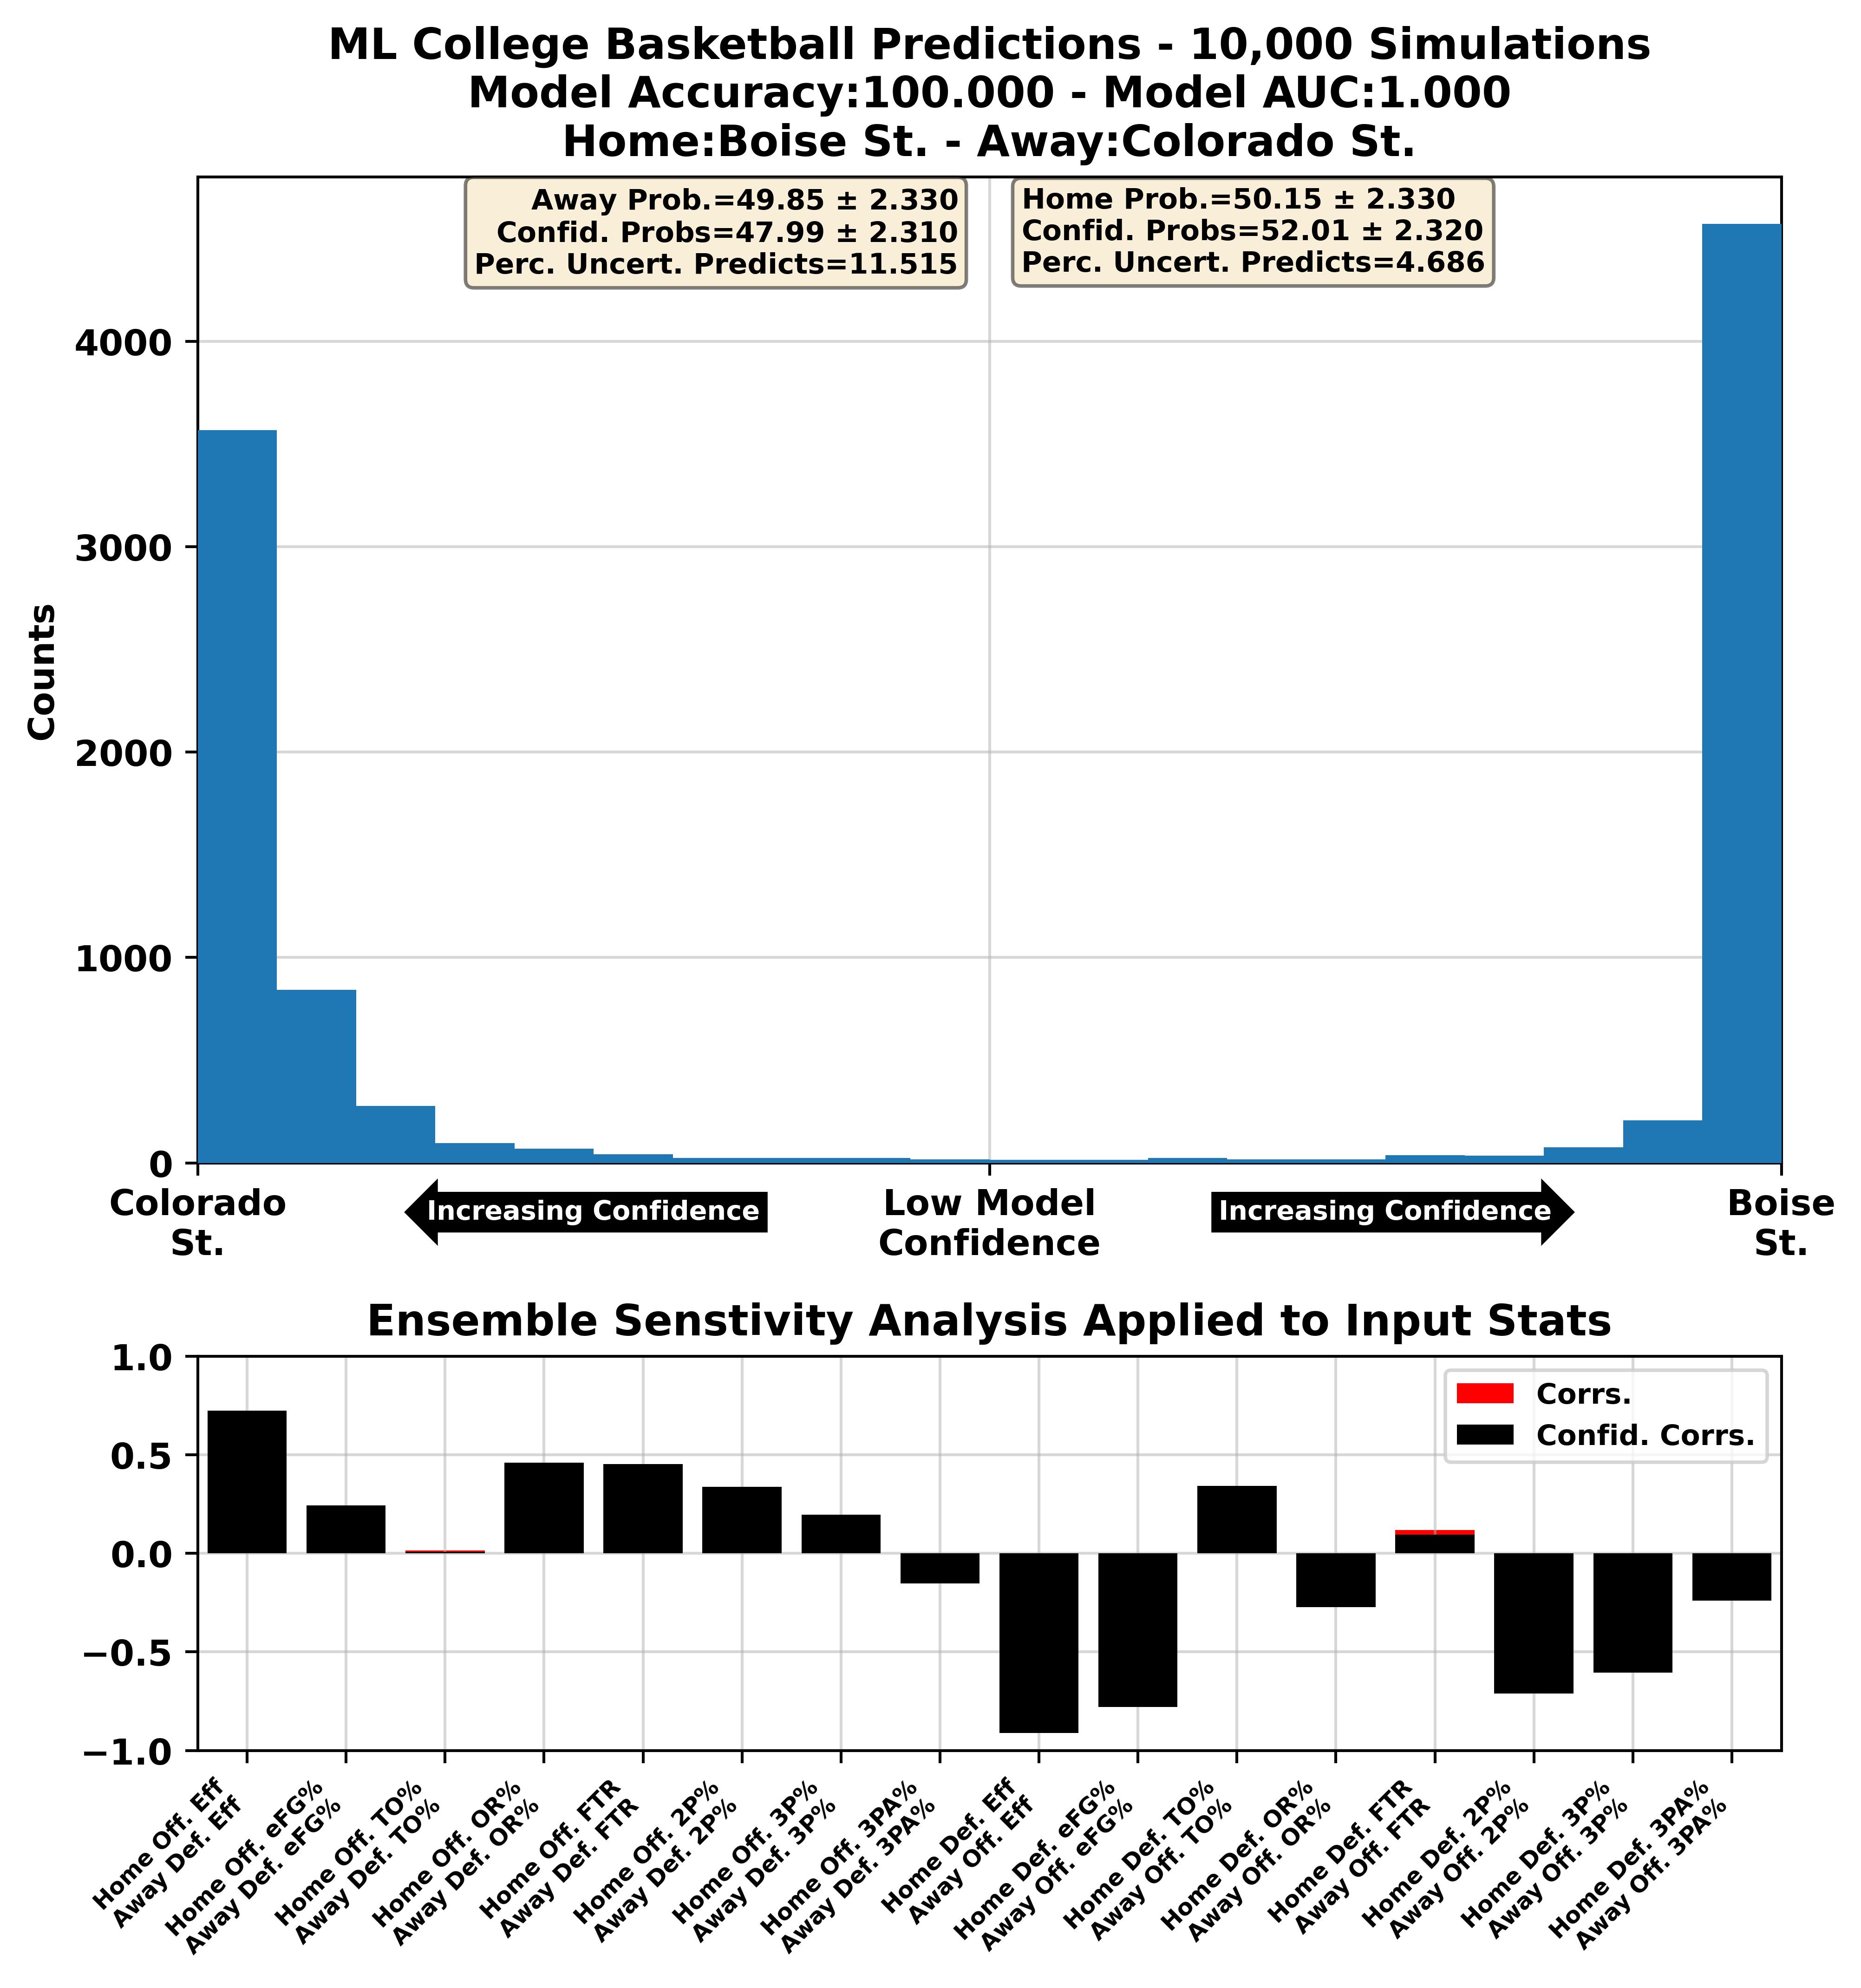 ML College Basketball Predictions - 10,000 Simulations
Model Accuracy:100.000 - Model AUC:1.000
Home:Boise St. - Away:Colorado St.
Away Prob.=49.85 ± 2.330
Confid. Probs=47.99 ± 2.310
Perc. Uncert. Predicts=11.515
Home Prob.=50.15 ± 2.330
Confid. Probs=52.01 ± 2.320
Perc. Uncert. Predicts=4.686
Counts
4000
3000
2000
1000
0
Colorado
St.
Increasing Confidence
Low Model
Confidence
Increasing Confidence
Boise
St.
Ensemble Senstivity Analysis Applied to Input Stats
1.0
0.5
0.0
−0.5
−1.0
Corrs.
Confid. Corrs.
Home Off. Eff
Away Def. Eff
Home Off. eFG%
Away Def. eFG%
Home Off. TO%
Away Def. TO%
Home Off. OR%
Away Def. OR%
Home Off. FTR
Away Def. FTR
Home Off. 2P%
Away Def. 2P%
Home Off. 3P%
Away Def. 3P%
Home Off. 3PA%
Away Def. 3PA%
Home Def. Eff
Away Off. Eff
Home Def. eFG%
Away Off. eFG%
Home Def. TO%
Away Off. TO%
Home Def. OR%
Away Off. OR%
Home Def. FTR
Away Off. FTR
Home Def. 2P%
Away Off. 2P%
Home Def. 3P%
Away Off. 3P%
Home Def. 3PA%
Away Off. 3PA%